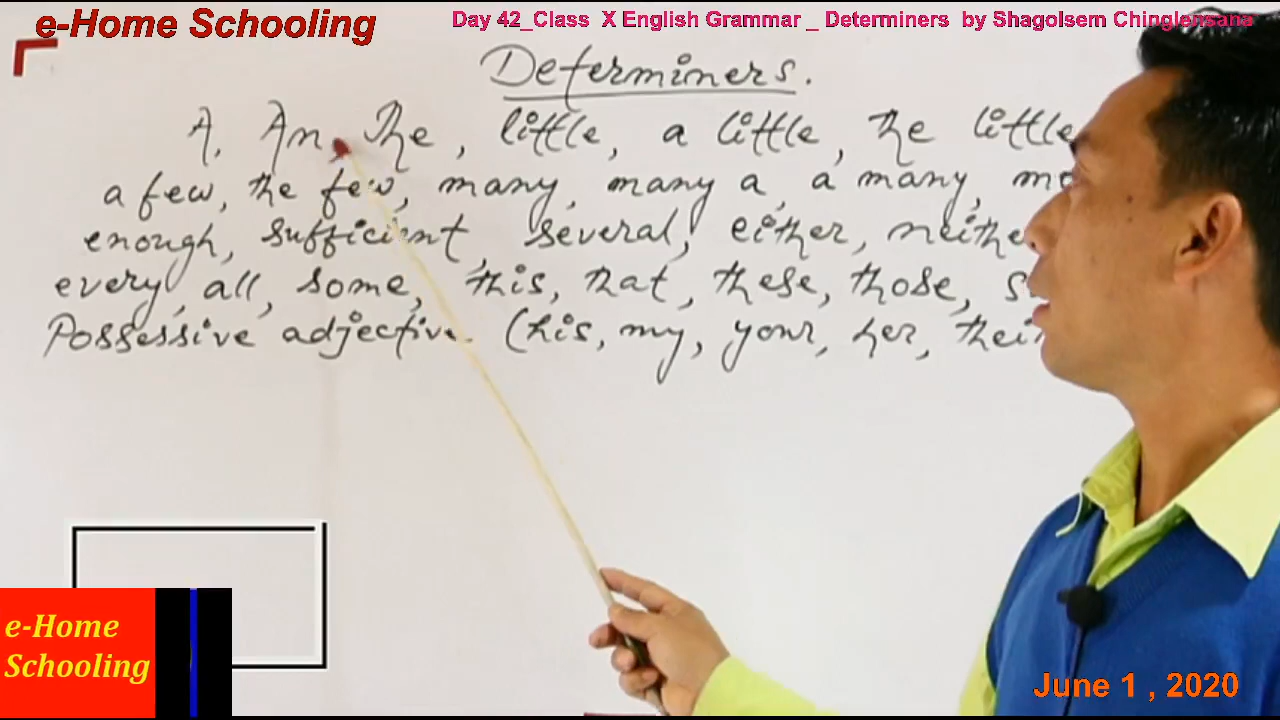 e-Home Schooling
Day 42_Class X English Grammar _ Determiners by Shagolsem Chinglensana
Determiners.
A, An The, little, a little, the little
a few, the few, many, many a, a many,
enough, sufficient, several, either,
every, all, some, this, that, these, those,
Possessive adjective. (his, my, your, her,
e-Home
Schooling
June 1 , 2020